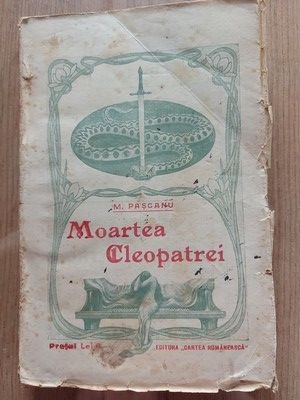 M. PAȘCANU
Moartea
Cleopatrei
Prețul Lei
EDITURA „CARTEA ROMÂNEASCĂ"